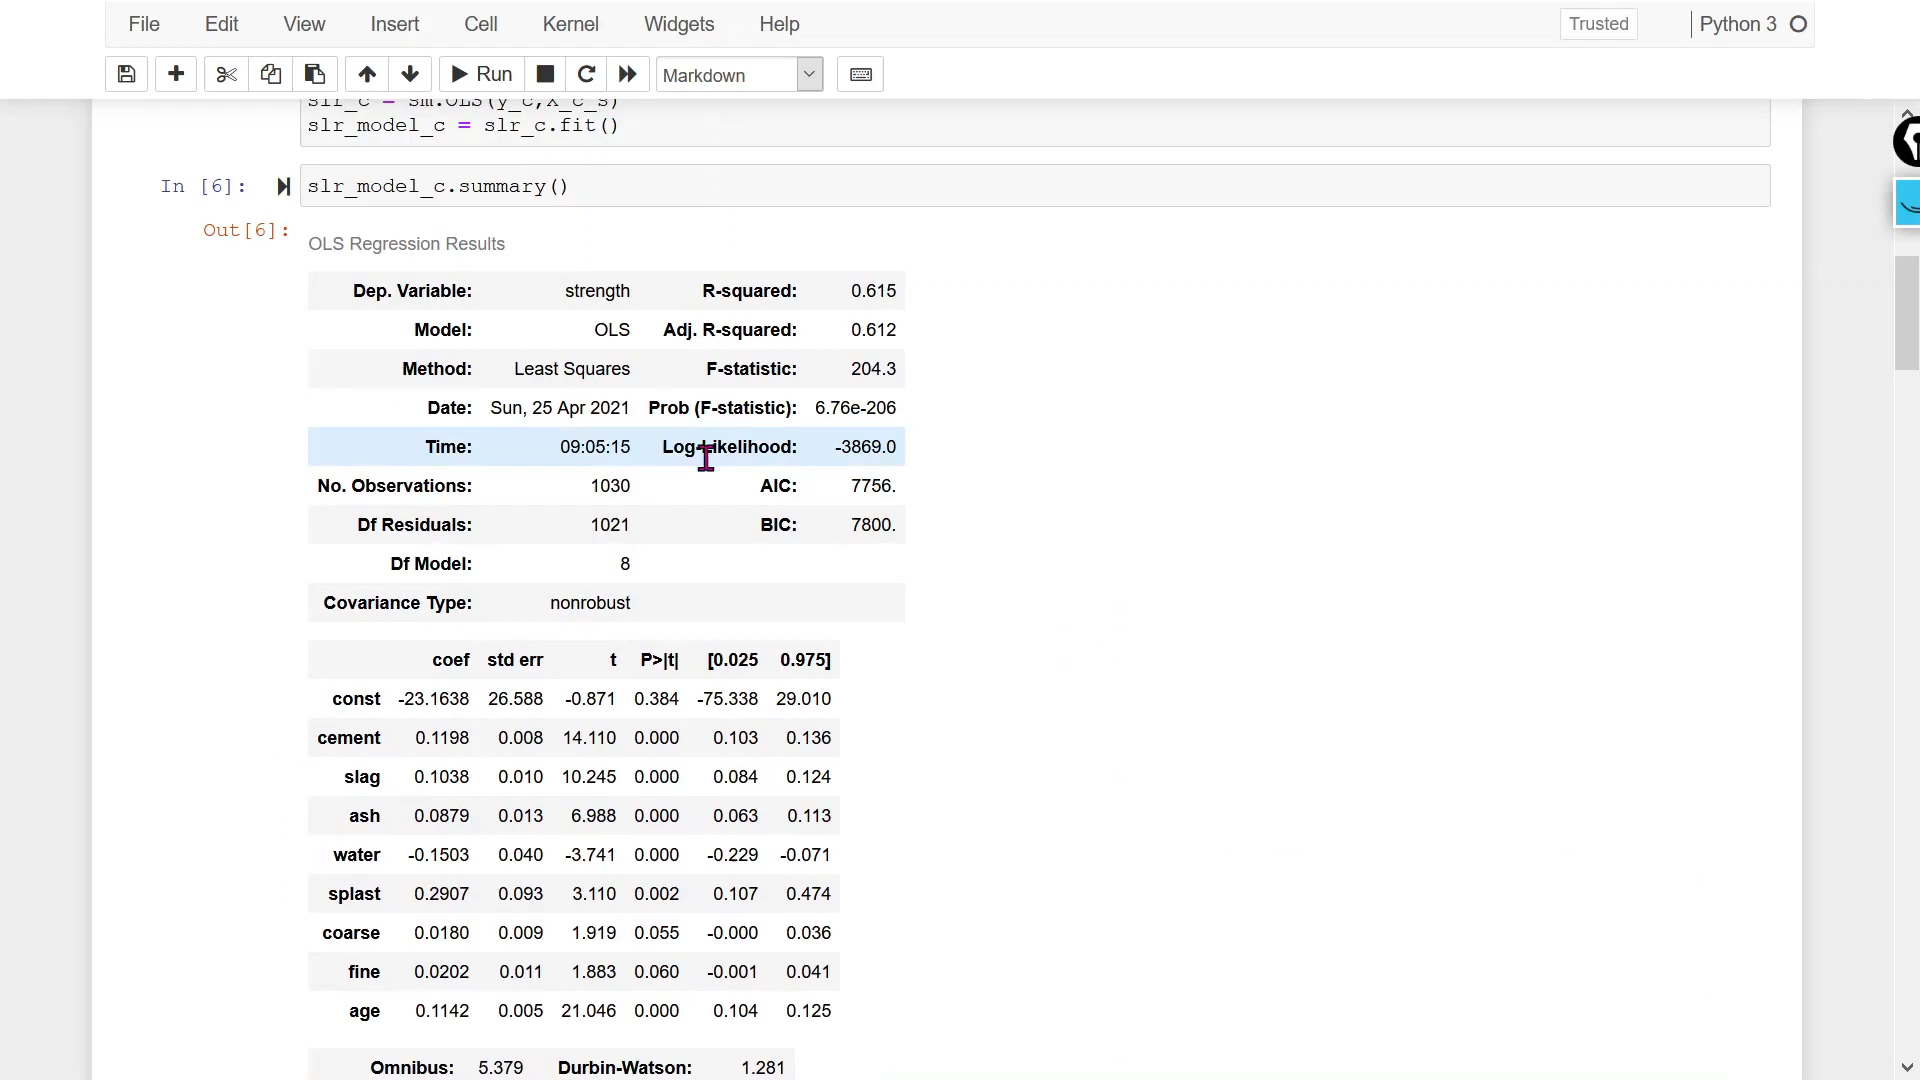 File Edit View Insert Cell Kernel Widgets Help Trusted Python 3
Run Markdown
slr_c = sm.OLS(y_c,X_c_s)
slr_model_c = slr_c.fit()
In [6]: slr_model_c.summary()
Out[6]:
OLS Regression Results
Dep. Variable: strength R-squared: 0.615
Model: OLS Adj. R-squared: 0.612
Method: Least Squares F-statistic: 204.3
Date: Sun, 25 Apr 2021 Prob (F-statistic): 6.76e-206
Time: 09:05:15 Log-Likelihood: -3869.0
No. Observations: 1030 AIC: 7756.
Df Residuals: 1021 BIC: 7800.
Df Model: 8
Covariance Type: nonrobust
coef std err t P>|t| [0.025 0.975]
const -23.1638 26.588 -0.871 0.384 -75.338 29.010
cement 0.1198 0.008 14.110 0.000 0.103 0.136
slag 0.1038 0.010 10.245 0.000 0.084 0.124
ash 0.0879 0.013 6.988 0.000 0.063 0.113
water -0.1503 0.040 -3.741 0.000 -0.229 -0.071
splast 0.2907 0.093 3.110 0.002 0.107 0.474
coarse 0.0180 0.009 1.919 0.055 -0.000 0.036
fine 0.0202 0.011 1.883 0.060 -0.001 0.041
age 0.1142 0.005 21.046 0.000 0.104 0.125
Omnibus: 5.379 Durbin-Watson: 1.281